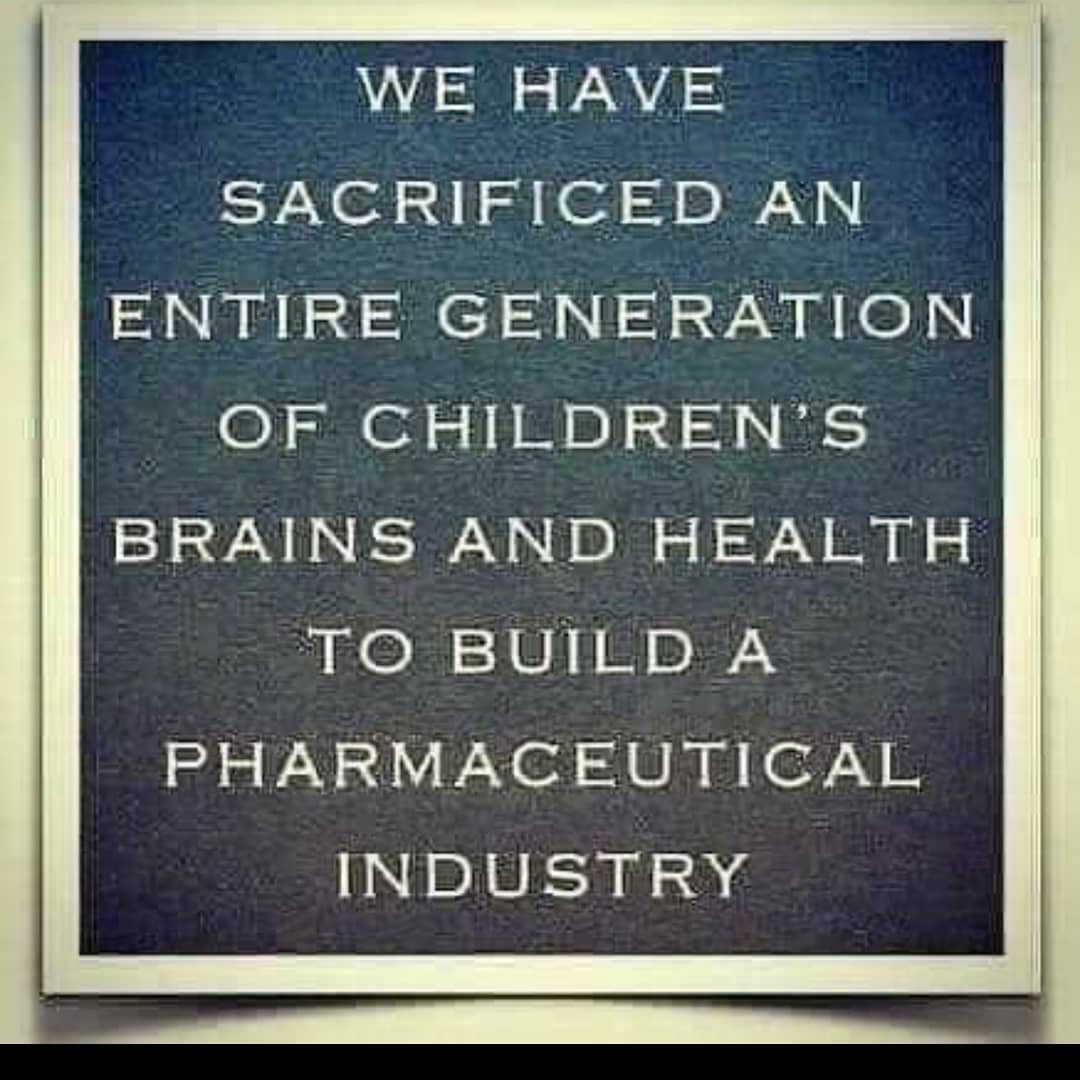 WE HAVE
SACRIFICED AN
ENTIRE GENERATION
OF CHILDREN'S
BRAINS AND HEALTH
TO BUILD A
PHARMACEUTICAL
INDUSTRY